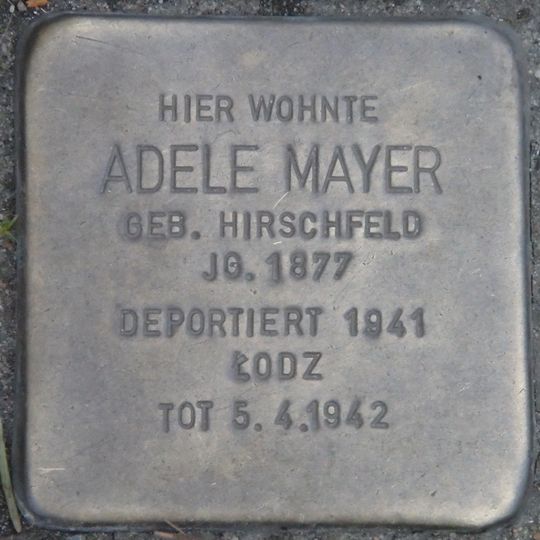 HIER WOHNTE
ADELE MAYER
GEB. HIRSCHFELD
JG. 1877
DEPORTIERT 1941
ŁODZ
TOT 5.4.1942